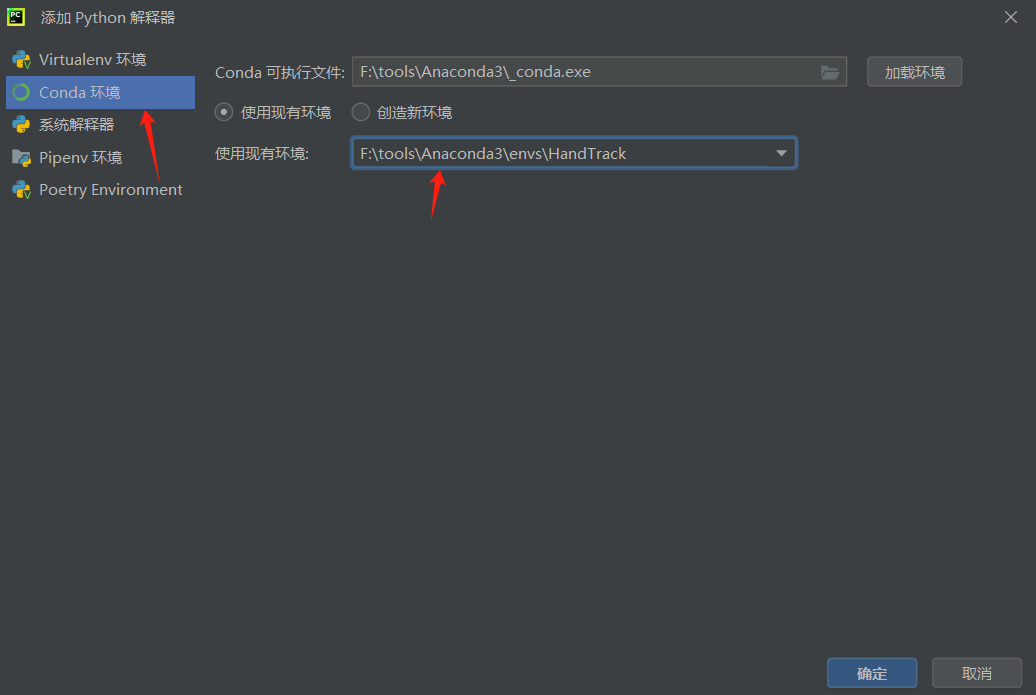 PC
添加 Python 解释器
Virtualenv 环境
Conda 环境
系统解释器
Pipenv 环境
Poetry Environment
Conda 可执行文件: F:\tools\Anaconda3\_conda.exe 加载环境
使用现有环境 创造新环境
使用现有环境: F:\tools\Anaconda3\envs\HandTrack
确定 取消